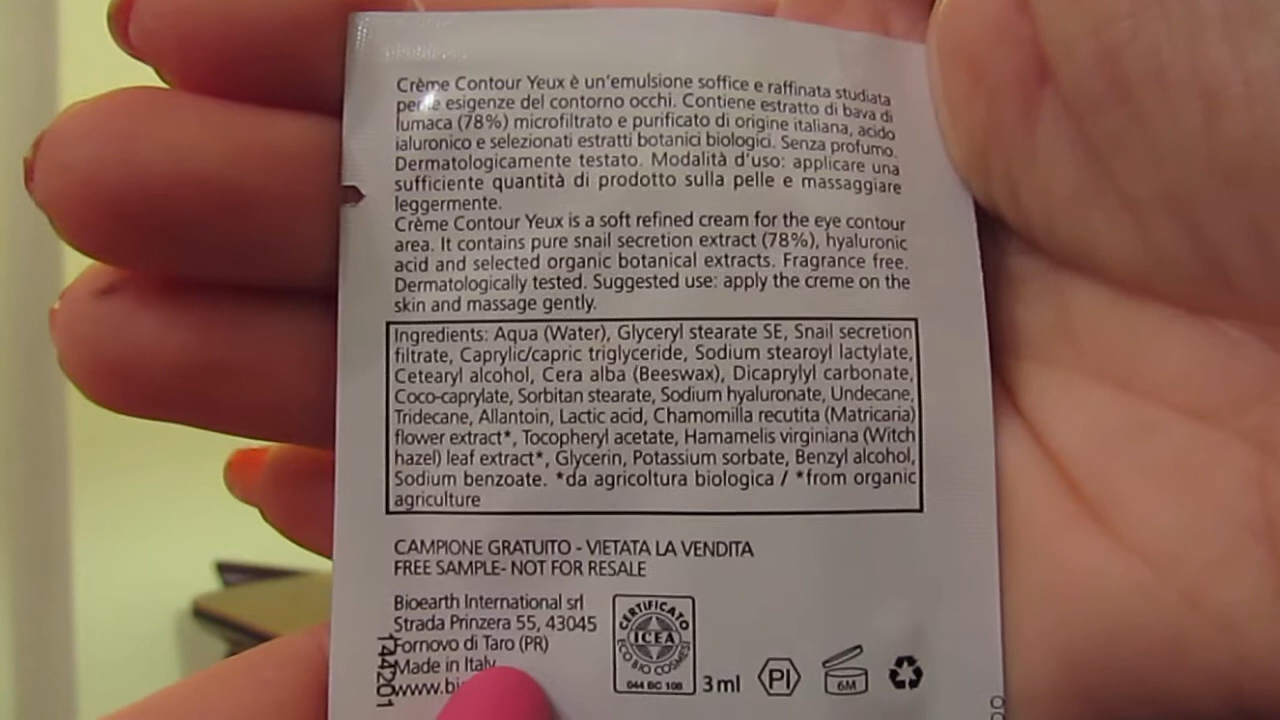 Crème Contour Yeux è un'emulsione soffice e raffinata studiata
per le esigenze del contorno occhi. Contiene estratto di bava di
lumaca (78%) microfiltrato e purificato di origine italiana, acido
ialuronico e selezionati estratti botanici biologici. Senza profumo.
Dermatologicamente testato. Modalità d'uso: applicare una
sufficiente quantità di prodotto sulla pelle e massaggiare
leggermente.
Crème Contour Yeux is a soft refined cream for the eye contour
area. It contains pure snail secretion extract (78%), hyaluronic
acid and selected organic botanical extracts. Fragrance free.
Dermatologically tested. Suggested use: apply the creme on the
skin and massage gently.
Ingredients: Aqua (Water), Glyceryl stearate SE, Snail secretion
filtrate, Caprylic/capric triglyceride, Sodium stearoyl lactylate,
Cetearyl alcohol, Cera alba (Beeswax), Dicaprylyl carbonate,
Coco-caprylate, Sorbitan stearate, Sodium hyaluronate, Undecane,
Tridecane, Allantoin, Lactic acid, Chamomilla recutita (Matricaria)
flower extract*, Tocopheryl acetate, Hamamelis virginiana (Witch
hazel) leaf extract*, Glycerin, Potassium sorbate, Benzyl alcohol,
Sodium benzoate. *da agricoltura biologica / *from organic
agriculture
CAMPIONE GRATUITO - VIETATA LA VENDITA
FREE SAMPLE- NOT FOR RESALE
Bioearth International srl
Strada Prinzera 55, 43045
Fornovo di Taro (PR)
Made in Italy
www.bi
144201
CERTIFICATO
ICEA
ECO BIO COSMESI
044 BC 108
3 ml
PI
6M